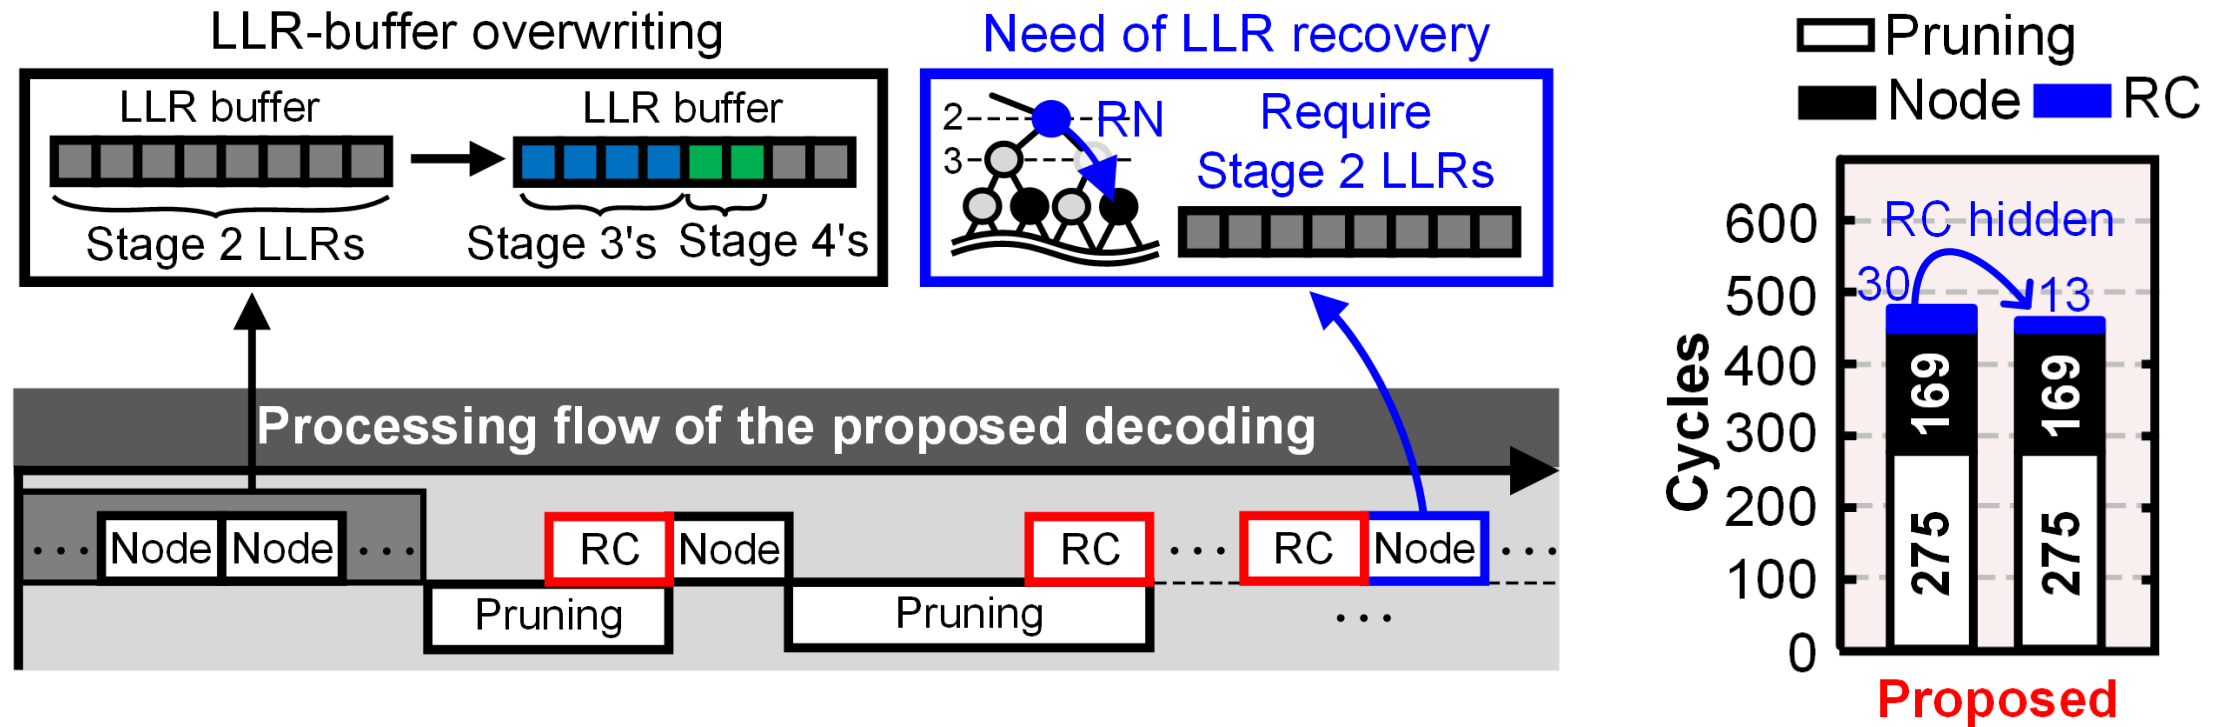 LLR-buffer overwriting
LLR buffer
LLR buffer
Stage 2 LLRs
Stage 3's
Stage 4's
Need of LLR recovery
2
RN
3
Require
Stage 2 LLRs
Processing flow of the proposed decoding
... Node Node ...
RC Node
RC ... RC Node ...
Pruning
Pruning
...
Pruning
Node RC
Cycles
600
500
400
300
200
100
0
RC hidden
30
13
169
169
275
275
Proposed